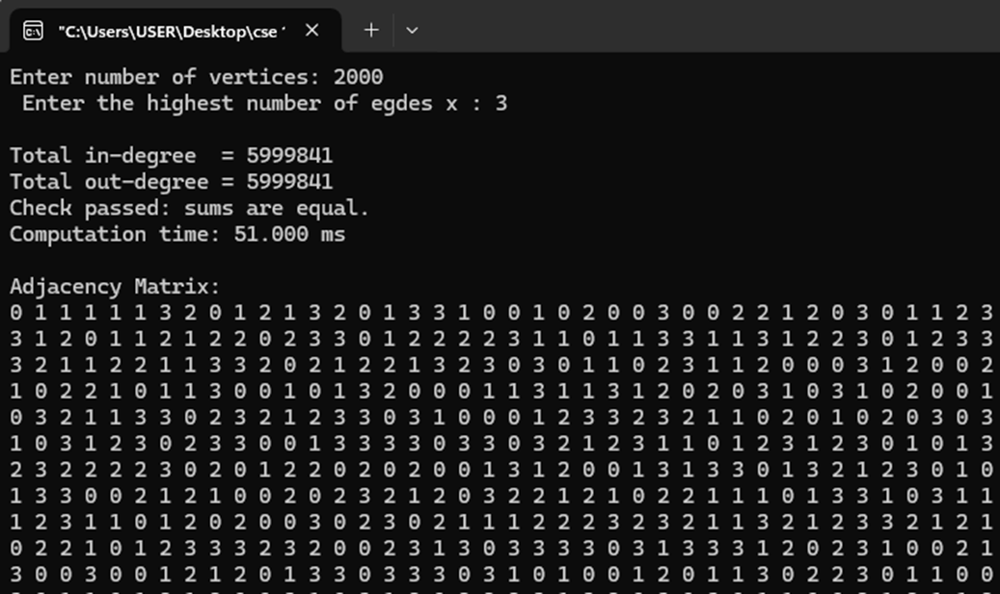 "C:\Users\USER\Desktop\cse
Enter number of vertices: 2000
Enter the highest number of egdes x : 3
Total in-degree = 5999841
Total out-degree = 5999841
Check passed: sums are equal.
Computation time: 51.000 ms
Adjacency Matrix:
0 1 1 1 1 1 3 2 0 1 2 1 3 2 0 1 3 3 1 0 0 1 0 2 0 0 3 0 0 2 2 1 2 0 3 0 1 1 2 3
3 1 2 0 1 1 2 1 2 2 0 2 3 3 0 1 2 2 2 2 3 1 1 0 1 1 3 3 1 1 3 1 2 2 3 0 1 2 3 3
3 2 1 1 2 2 1 1 3 3 2 0 2 1 2 2 1 3 2 3 0 3 0 1 1 0 2 3 1 1 2 0 0 0 3 1 2 0 0 2
1 0 2 2 1 0 1 1 3 0 0 1 0 1 3 2 0 0 0 1 1 3 1 1 3 1 2 0 2 0 3 1 0 3 1 0 2 0 0 1
0 3 2 1 1 3 3 0 2 3 2 1 2 3 3 0 3 1 0 0 0 1 2 3 3 2 3 2 1 1 0 2 0 1 0 2 0 3 0 3
1 0 3 1 2 3 0 2 3 3 0 0 1 3 3 3 3 0 3 3 0 3 2 1 2 3 1 1 0 1 2 3 1 2 3 0 1 0 1 3
2 3 2 2 2 2 3 0 2 0 1 2 2 0 2 0 2 0 0 1 3 1 2 0 0 1 3 1 3 3 0 1 3 2 1 2 3 0 1 0
1 3 3 0 0 2 1 2 1 0 0 2 0 2 3 2 1 2 0 3 2 2 1 2 1 0 2 2 1 1 1 0 1 3 3 1 0 3 1 1
1 2 3 1 1 0 1 2 0 2 0 0 3 0 2 3 0 2 1 1 1 2 2 2 3 2 3 2 1 1 3 2 1 2 3 3 2 1 2 1
0 2 2 1 0 1 2 3 3 3 2 3 2 0 0 2 3 1 3 0 3 3 3 3 0 3 1 3 3 3 1 2 0 2 3 1 0 0 2 1
3 0 0 3 0 0 1 2 1 2 0 1 3 3 0 3 3 3 0 3 1 0 1 0 0 1 2 0 1 1 3 0 2 2 3 0 1 1 0 0